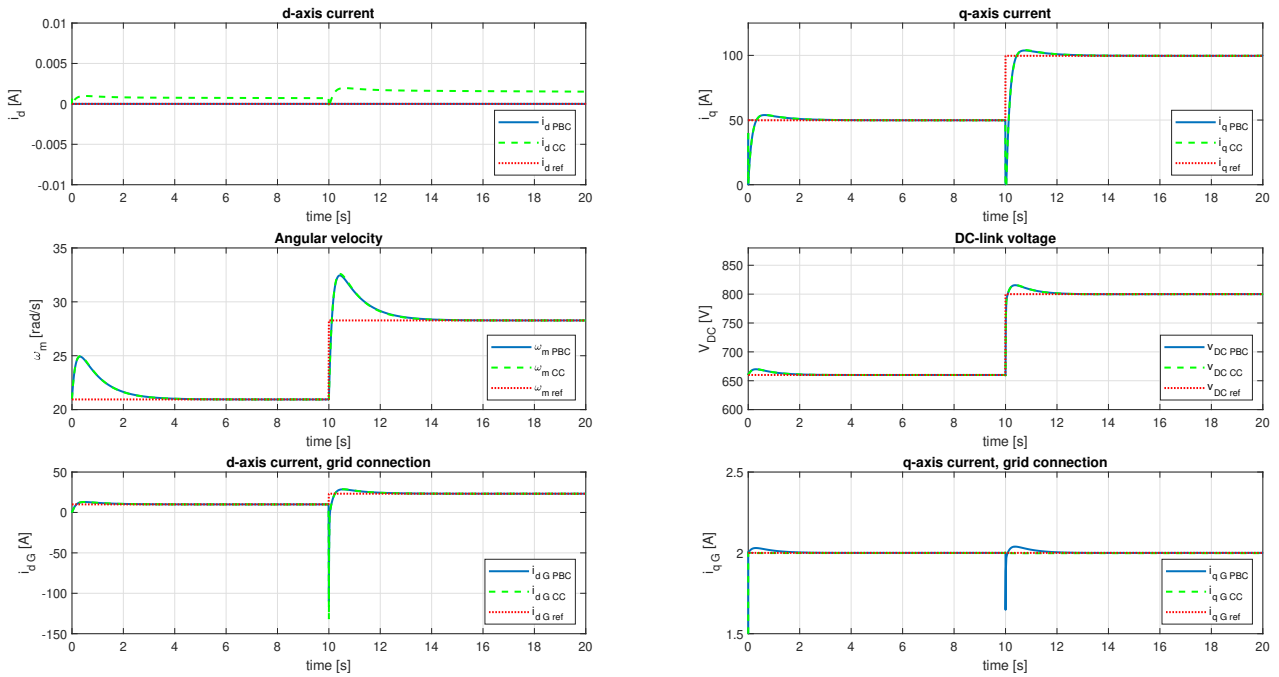 d-axis current
0.01
0.005
0
-0.005
-0.01
i_d [A]
i_d PBC
i_d CC
i_d ref
0 2 4 6 8 10 12 14 16 18 20
time [s]
q-axis current
100
50
0
i_q [A]
i_q PBC
i_q CC
i_q ref
0 2 4 6 8 10 12 14 16 18 20
time [s]
Angular velocity
35
30
25
20
ω_m [rad/s]
ω_m PBC
ω_m CC
ω_m ref
0 2 4 6 8 10 12 14 16 18 20
time [s]
DC-link voltage
850
800
750
700
650
600
V_DC [V]
v_DC PBC
v_DC CC
v_DC ref
0 2 4 6 8 10 12 14 16 18 20
time [s]
d-axis current, grid connection
50
0
-50
-100
-150
i_d G [A]
i_d G PBC
i_d G CC
i_d G ref
0 2 4 6 8 10 12 14 16 18 20
time [s]
q-axis current, grid connection
2.5
2
1.5
i_q G [A]
i_q G PBC
i_q G CC
i_q G ref
0 2 4 6 8 10 12 14 16 18 20
time [s]